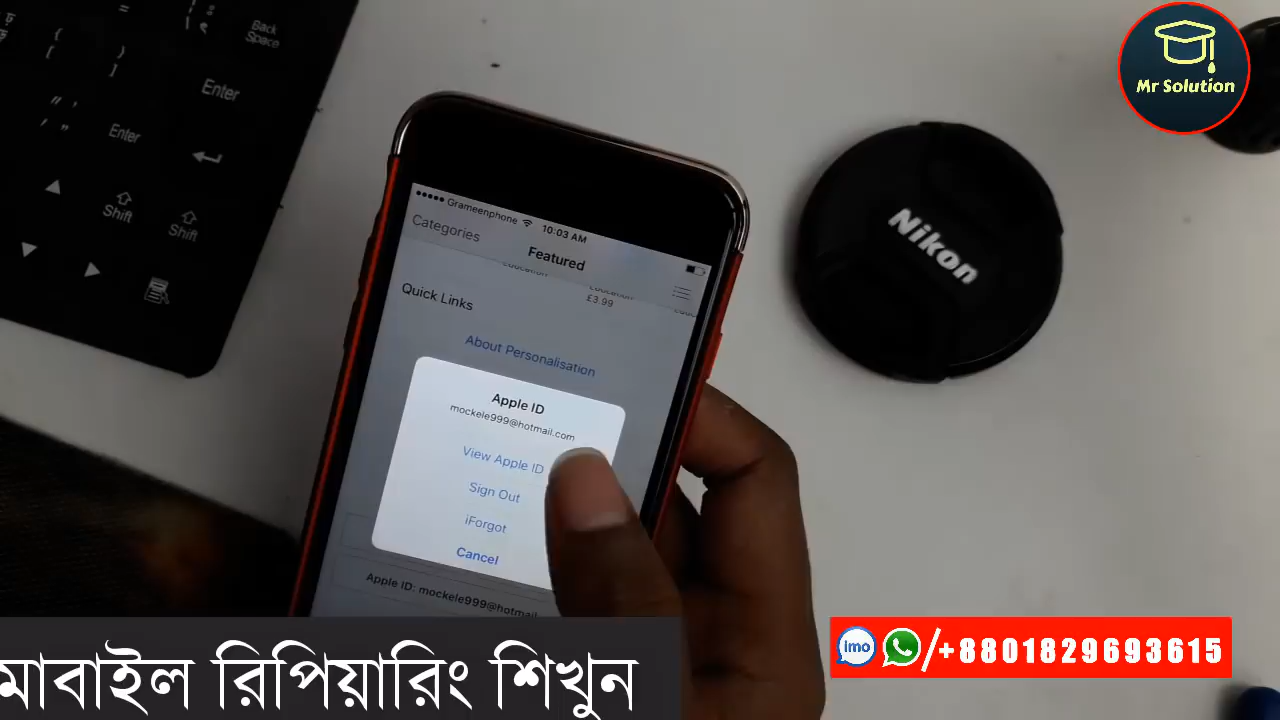 Back
Space
Enter
Enter
Shift
Shift
Mr Solution
Nikon
Grameenphone
10:03 AM
Categories
Featured
£3.99
Quick Links
About Personalisation
Apple ID
mockele999@hotmail.com
View Apple ID
Sign Out
iForgot
Cancel
Apple ID: mockele999@hotmail
মোবাইল রিপিয়ারিং শিখুন
imo
/+8801829693615